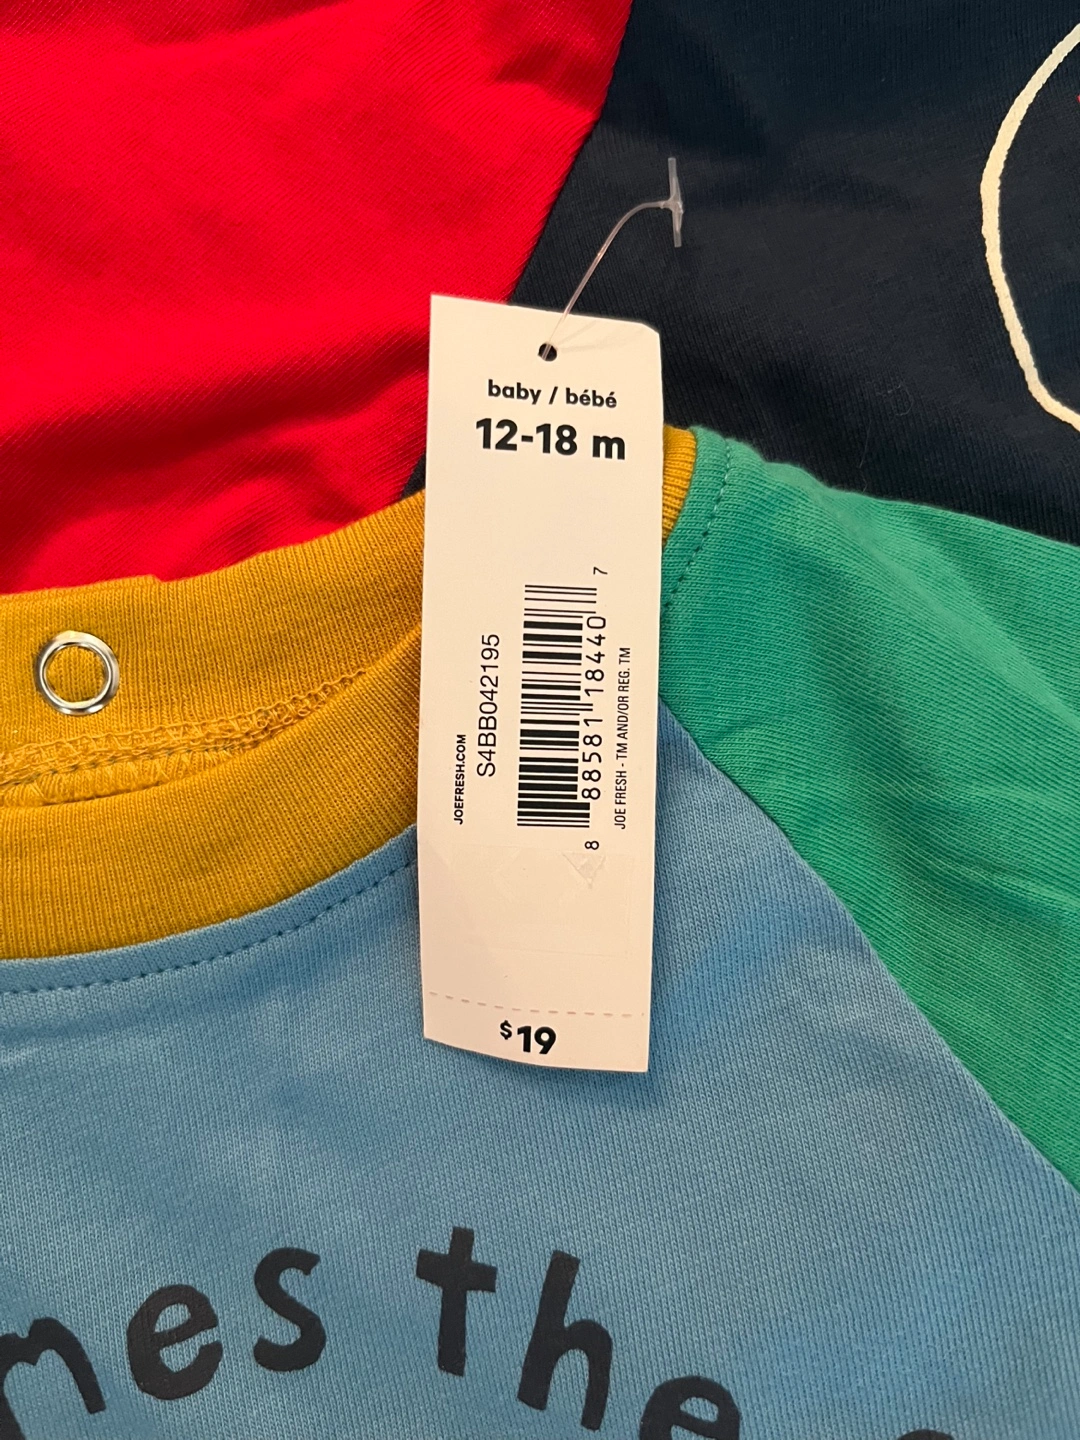 baby / bébé
12-18 m
JOEFRESH.COM
S4BB042195
8 88581 18440 7
JOE FRESH - TM AND/OR REG. TM
$19
mes the